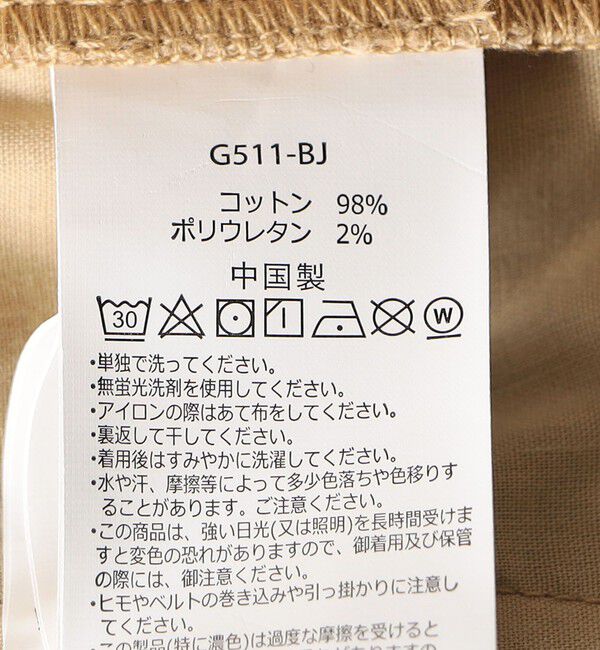 G511-BJ
コットン 98%
ポリウレタン 2%
中国製
30 W
・単独で洗ってください。
・無蛍光洗剤を使用してください。
・アイロンの際はあて布をしてください。
・裏返して干してください。
・着用後はすみやかに洗濯してください。
・水や汗、摩擦等によって多少色落ちや色移りす
ることがあります。ご注意ください。
・この商品は、強い日光(又は照明)を長時間受けま
すと変色の恐れがありますので、御着用及び保管
の際には、御注意ください。
・ヒモやベルトの巻き込みや引っ掛かりに注意し
てください。
・この製品(特に濃色)は過度な摩擦を受けると